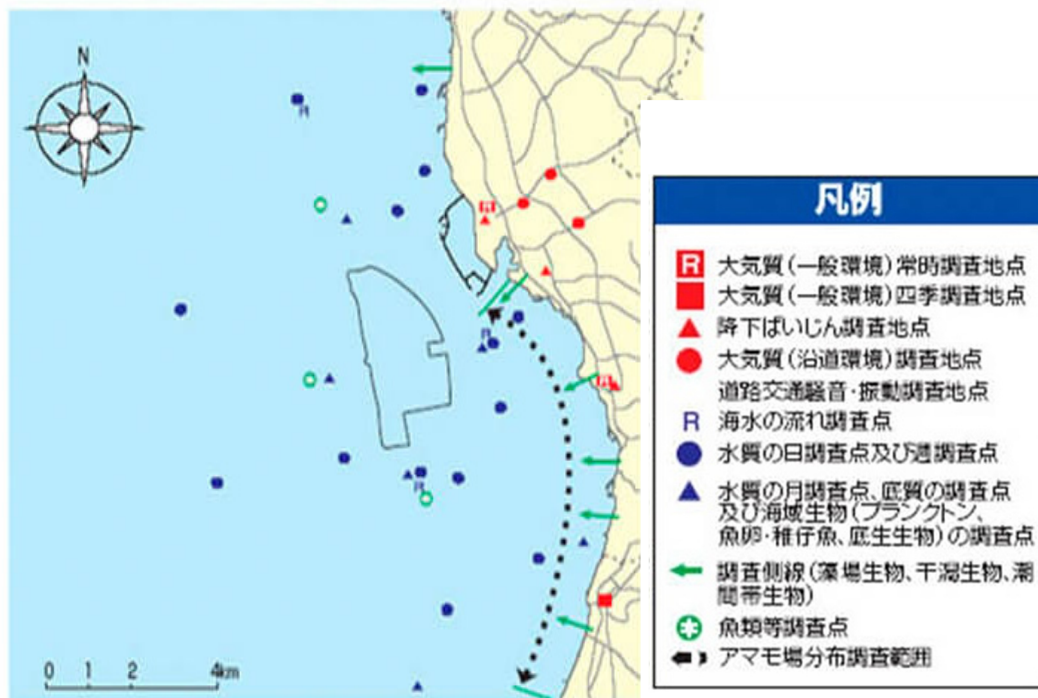 N
R
R
R
R
R
0 1 2 4km
凡例
R 大気質(一般環境)常時調査地点
大気質(一般環境)四季調査地点
降下ばいじん調査地点
大気質(沿道環境)調査地点
道路交通騒音・振動調査地点
R 海水の流れ調査点
水質の日調査点及び週調査点
水質の月調査点、底質の調査点
及び海域生物(プランクトン、
魚卵・稚仔魚、底生生物)の調査点
調査側線(藻場生物、干潟生物、潮
間帯生物)
魚類等調査点
アマモ場分布調査範囲